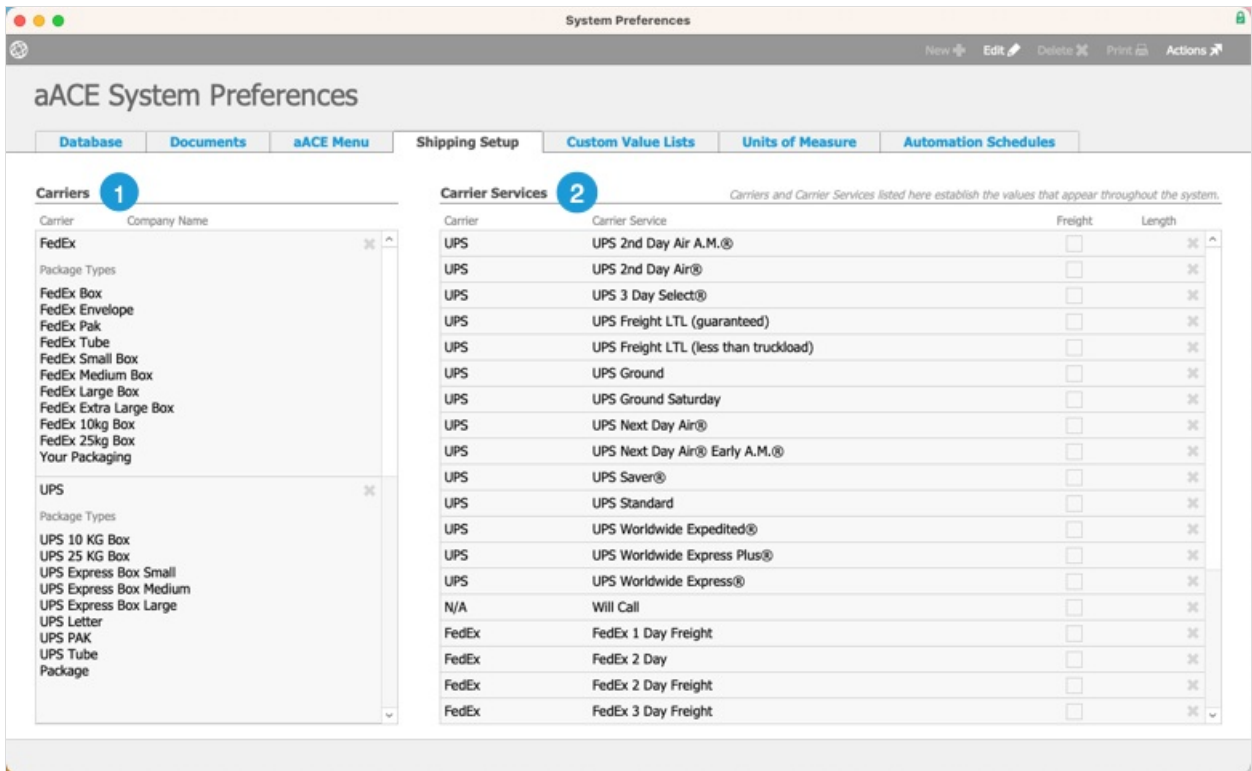 System Preferences
New Edit Delete Print Actions
aACE System Preferences
Database Documents aACE Menu Shipping Setup Custom Value Lists Units of Measure Automation Schedules
Carriers 1
Carrier Company Name
FedEx
Package Types
FedEx Box
FedEx Envelope
FedEx Pak
FedEx Tube
FedEx Small Box
FedEx Medium Box
FedEx Large Box
FedEx Extra Large Box
FedEx 10kg Box
FedEx 25kg Box
Your Packaging
UPS
Package Types
UPS 10 KG Box
UPS 25 KG Box
UPS Express Box Small
UPS Express Box Medium
UPS Express Box Large
UPS Letter
UPS PAK
UPS Tube
Package
Carrier Services 2 Carriers and Carrier Services listed here establish the values that appear throughout the system.
Carrier Carrier Service Freight Length
UPS UPS 2nd Day Air A.M.®
UPS UPS 2nd Day Air®
UPS UPS 3 Day Select®
UPS UPS Freight LTL (guaranteed)
UPS UPS Freight LTL (less than truckload)
UPS UPS Ground
UPS UPS Ground Saturday
UPS UPS Next Day Air®
UPS UPS Next Day Air® Early A.M.®
UPS UPS Saver®
UPS UPS Standard
UPS UPS Worldwide Expedited®
UPS UPS Worldwide Express Plus®
UPS UPS Worldwide Express®
N/A Will Call
FedEx FedEx 1 Day Freight
FedEx FedEx 2 Day
FedEx FedEx 2 Day Freight
FedEx FedEx 3 Day Freight